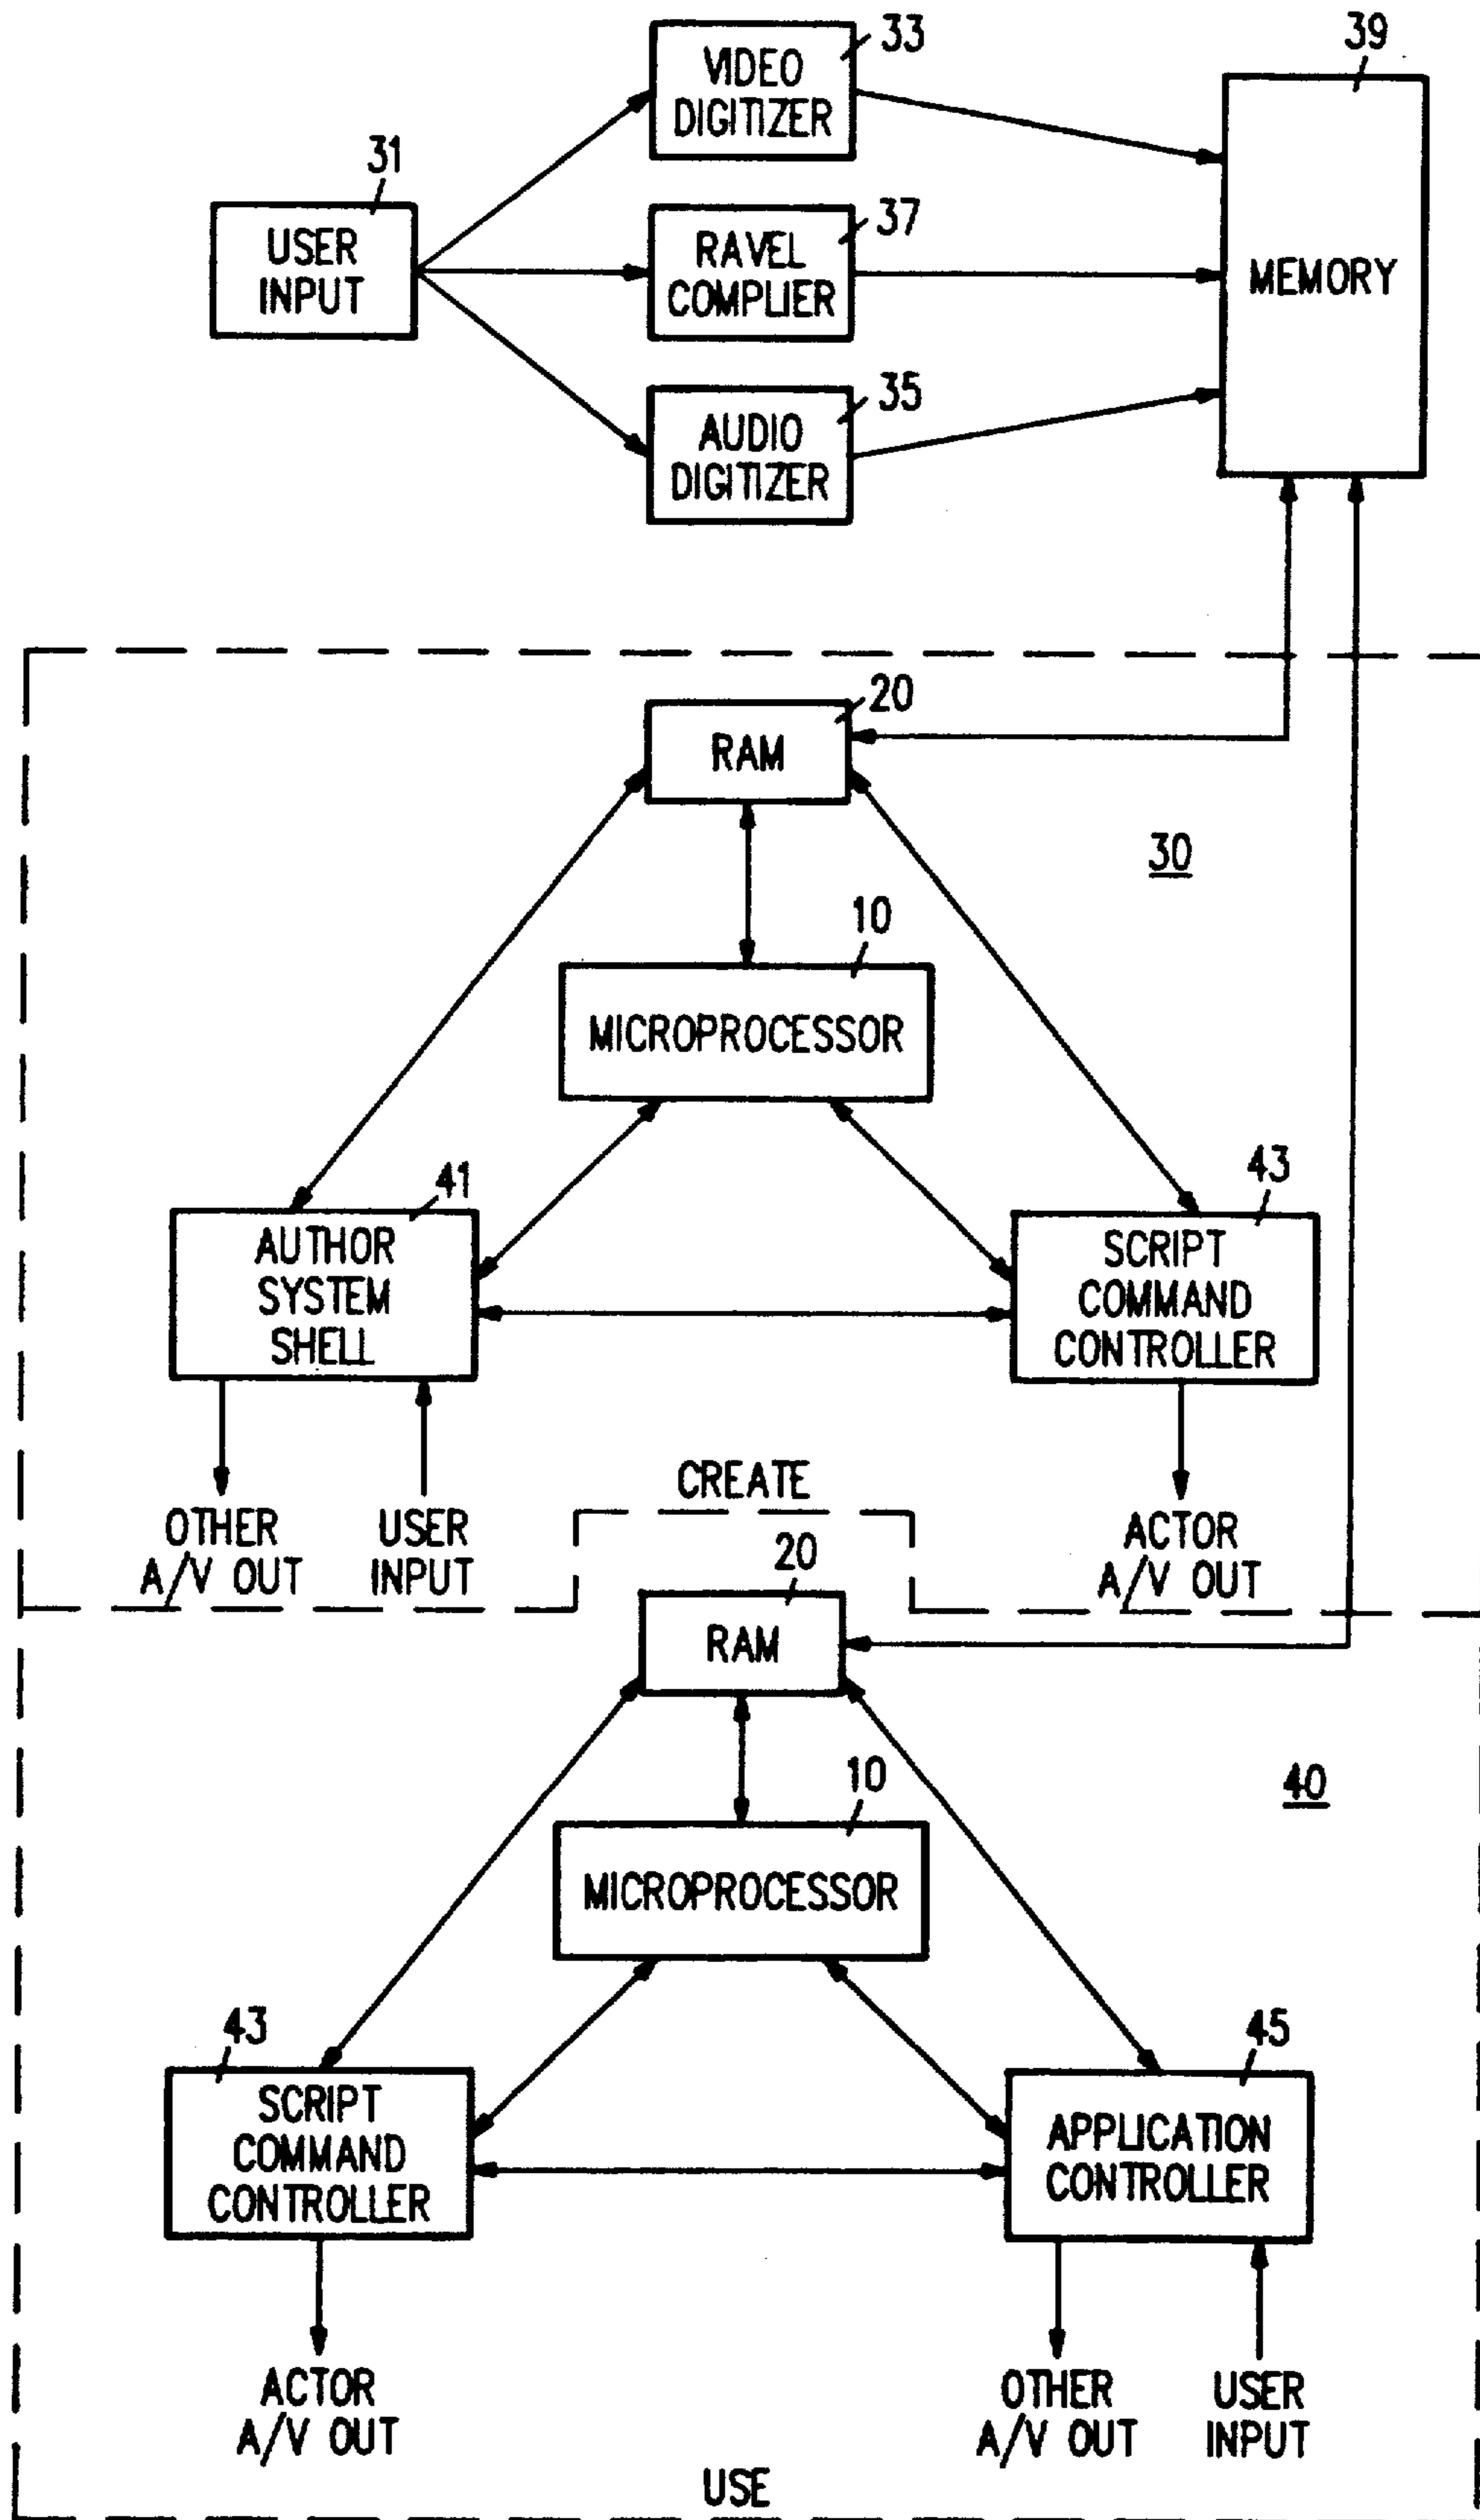 33
VIDEO
DIGITIZER
39
31
USER
INPUT
37
RAVEL
COMPLIER
MEMORY
35
AUDIO
DIGITIZER
20
RAM
30
10
MICROPROCESSOR
41
AUTHOR
SYSTEM
SHELL
43
SCRIPT
COMMAND
CONTROLLER
OTHER
A/V OUT
USER
INPUT
CREATE
ACTOR
A/V OUT
20
RAM
10
40
MICROPROCESSOR
43
SCRIPT
COMMAND
CONTROLLER
45
APPLICATION
CONTROLLER
ACTOR
A/V OUT
OTHER
A/V OUT
USER
INPUT
USE